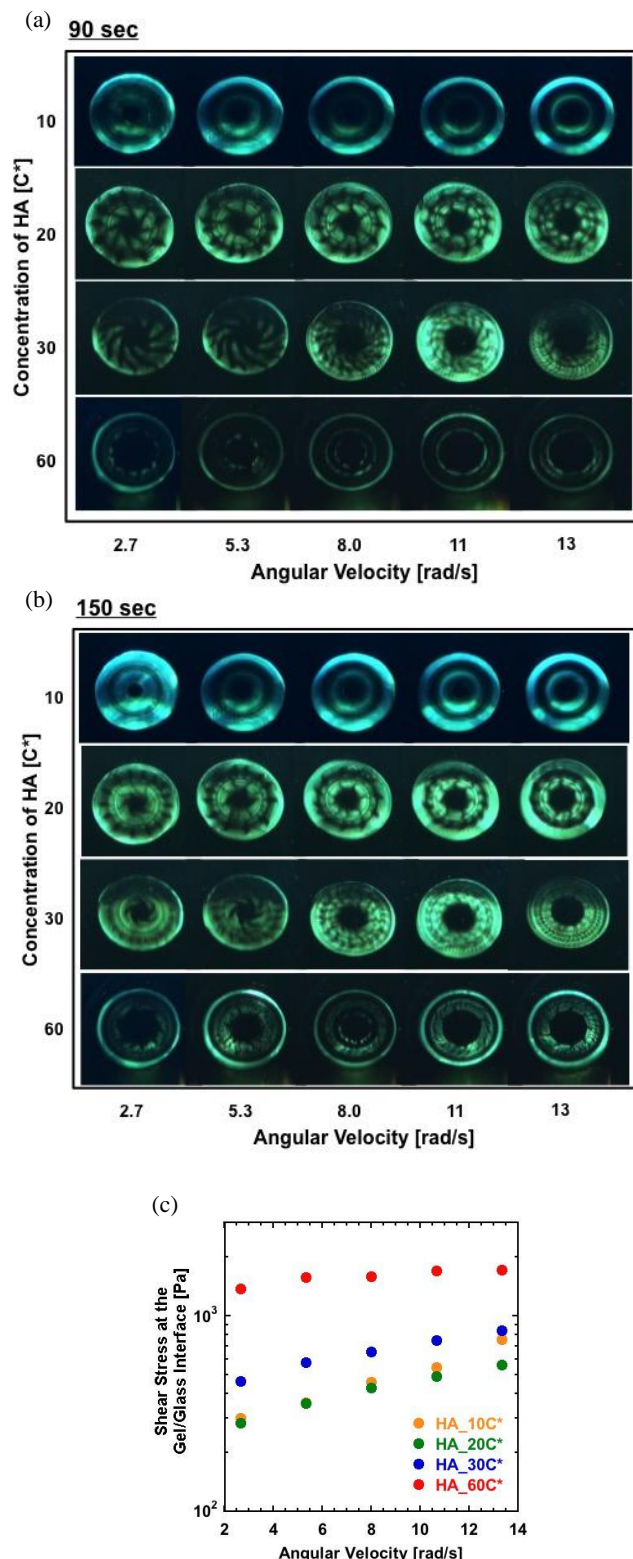 (a)
90 sec
Concentration of HA [C*]
10
20
30
60
2.7 5.3 8.0 11 13
Angular Velocity [rad/s]
(b)
150 sec
Concentration of HA [C*]
10
20
30
60
2.7 5.3 8.0 11 13
Angular Velocity [rad/s]
(c)
Shear Stress at the
Gel/Glass Interface [Pa]
10³
10²
HA_10C*
HA_20C*
HA_30C*
HA_60C*
2 4 6 8 10 12 14
Angular Velocity [rad/s]